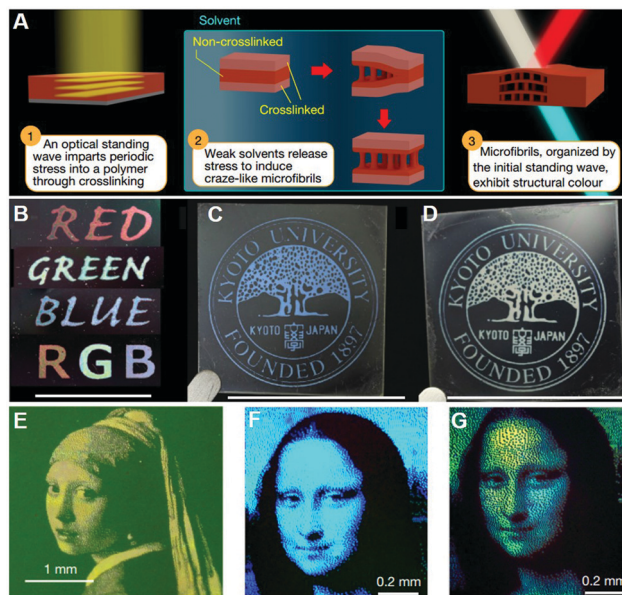 A
Solvent
Non-crosslinked
Crosslinked
1
An optical standing
wave imparts periodic
stress into a polymer
through crosslinking
2
Weak solvents release
stress to induce
craze-like microfibrils
3
Microfibrils, organized by
the initial standing wave,
exhibit structural colour
B
RED
GREEN
BLUE
RGB
C
KYOTO UNIVERSITY
KYOTO JAPAN
FOUNDED 1897
D
KYOTO UNIVERSITY
KYOTO JAPAN
FOUNDED 1897
E
1 mm
F
0.2 mm
G
0.2 mm